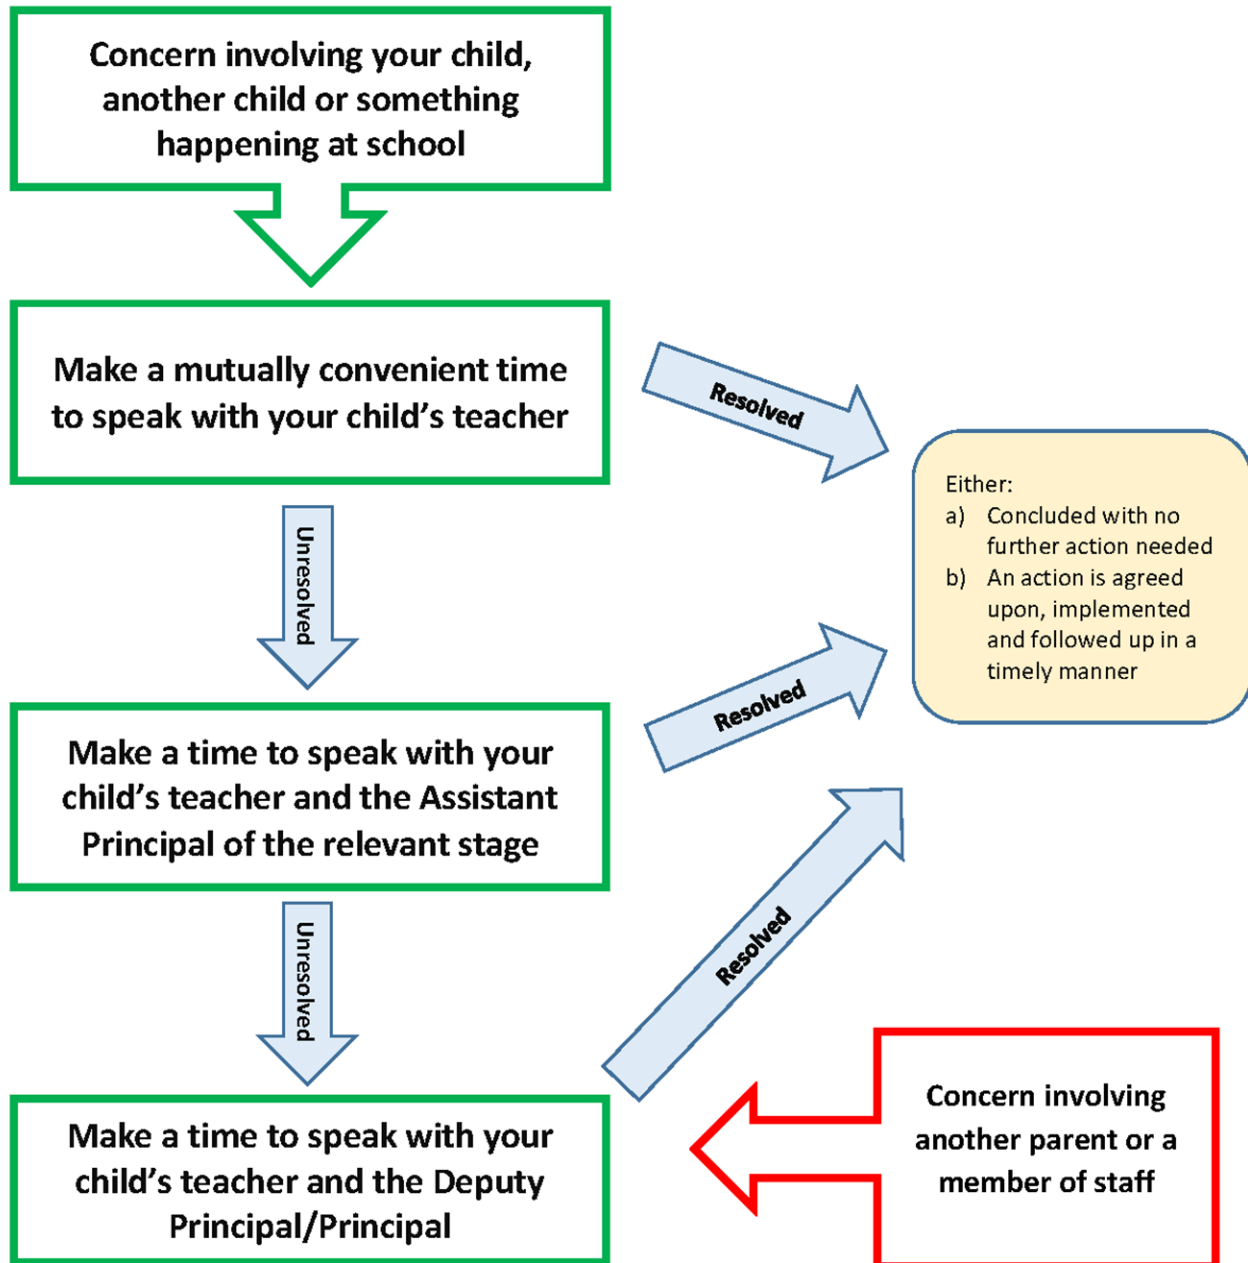 Concern involving your child,
another child or something
happening at school
Make a mutually convenient time
to speak with your child's teacher
Resolved
Either:
a) Concluded with no
further action needed
b) An action is agreed
upon, implemented
and followed up in a
timely manner
Unresolved
Make a time to speak with your
child's teacher and the Assistant
Principal of the relevant stage
Resolved
Unresolved
Resolved
Make a time to speak with your
child's teacher and the Deputy
Principal/Principal
Concern involving
another parent or a
member of staff